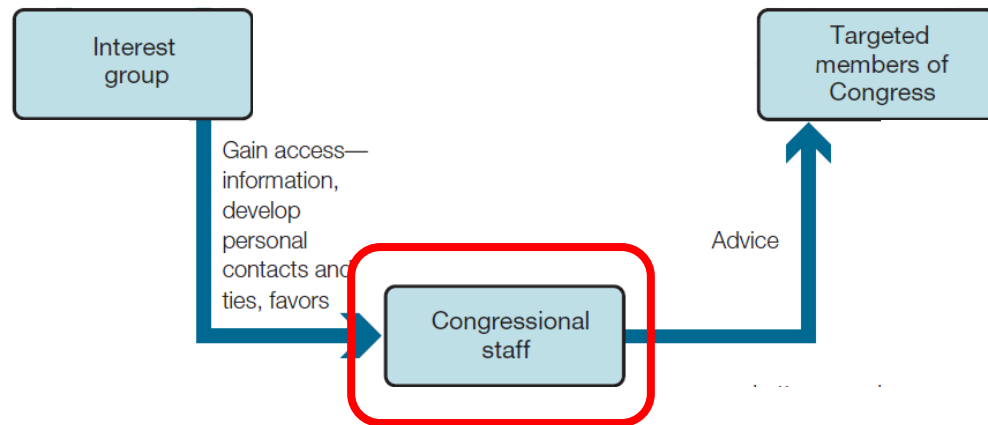 Interest
group
Targeted
members of
Congress
Gain access—
information,
develop
personal
contacts and
ties, favors
Advice
Congressional
staff